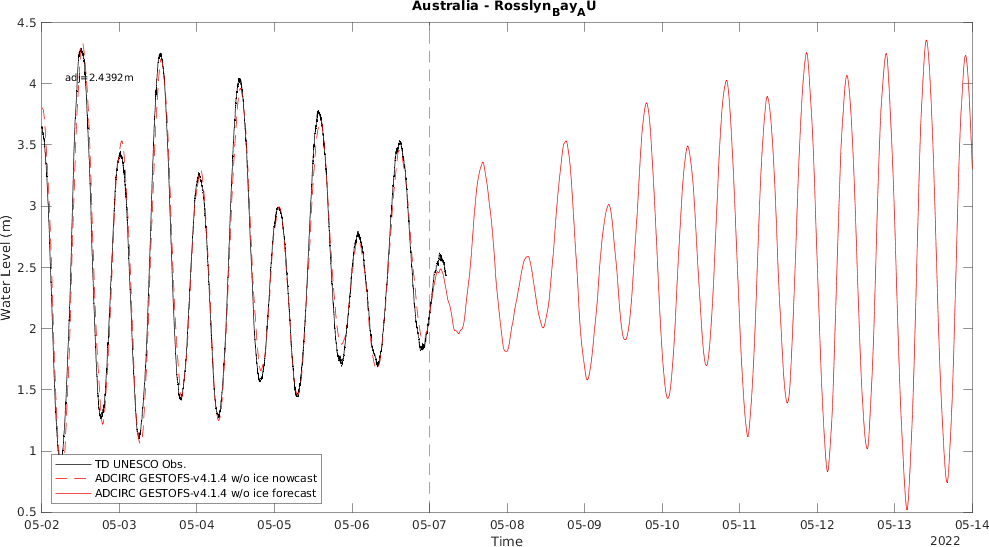 Australia - Rosslyn_Bay_AU
4.5
4
3.5
3
2.5
2
1.5
1
0.5
Water Level (m)
adj=2.4392m
TD UNESCO Obs.
ADCIRC GESTOFS-v4.1.4 w/o ice nowcast
ADCIRC GESTOFS-v4.1.4 w/o ice forecast
05-02 05-03 05-04 05-05 05-06 05-07 05-08 05-09 05-10 05-11 05-12 05-13 05-14
Time
2022